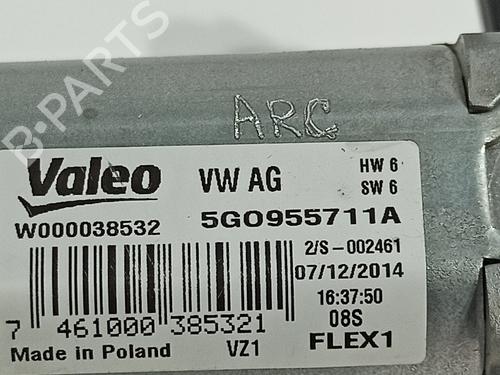 B-PARTS
ARC
Valeo
VW AG
HW 6
SW 6
W000038532
5G0955711A
2/S-002461
07/12/2014
16:37:50
7 461000 385321
08S
Made in Poland
VZ1
FLEX1